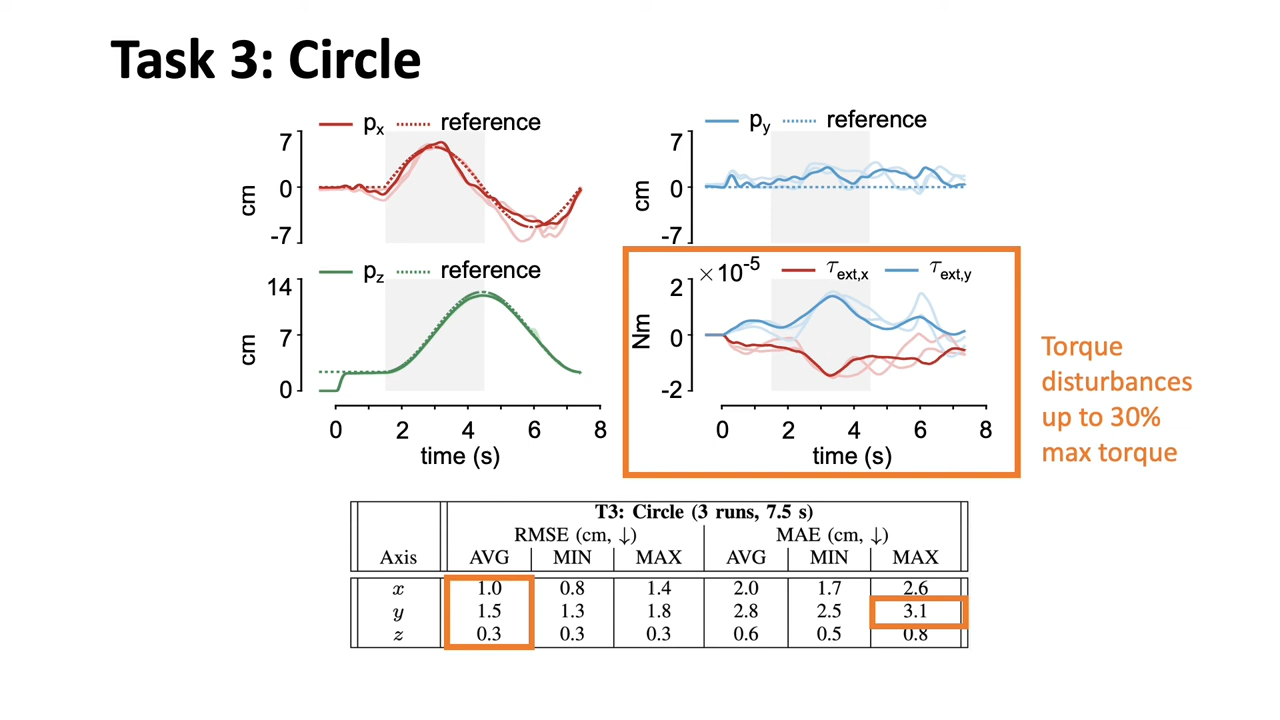 Task 3: Circle
pₓ reference
7
0
-7
cm
p_y reference
7
0
-7
cm
p_z reference
14
7
0
cm
0 2 4 6 8
time (s)
×10⁻⁵ τext,x τext,y
2
0
-2
Nm
0 2 4 6 8
time (s)
Torque
disturbances
up to 30%
max torque
T3: Circle (3 runs, 7.5 s)
RMSE (cm, ↓) MAE (cm, ↓)
Axis AVG MIN MAX AVG MIN MAX
x 1.0 0.8 1.4 2.0 1.7 2.6
y 1.5 1.3 1.8 2.8 2.5 3.1
z 0.3 0.3 0.3 0.6 0.5 0.8